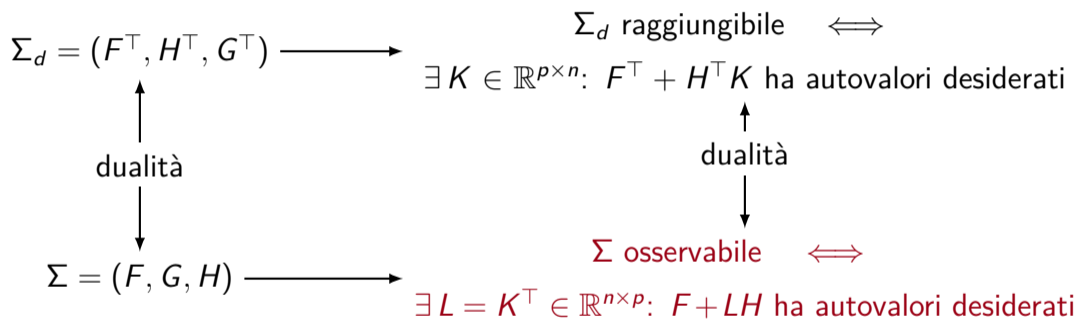 Σ_d = (F^⊤, H^⊤, G^⊤)
Σ_d raggiungibile ⟺
∃ K ∈ ℝ^{p×n}: F^⊤ + H^⊤K ha autovalori desiderati
dualità
dualità
Σ = (F, G, H)
Σ osservabile ⟺
∃ L = K^⊤ ∈ ℝ^{n×p}: F + LH ha autovalori desiderati